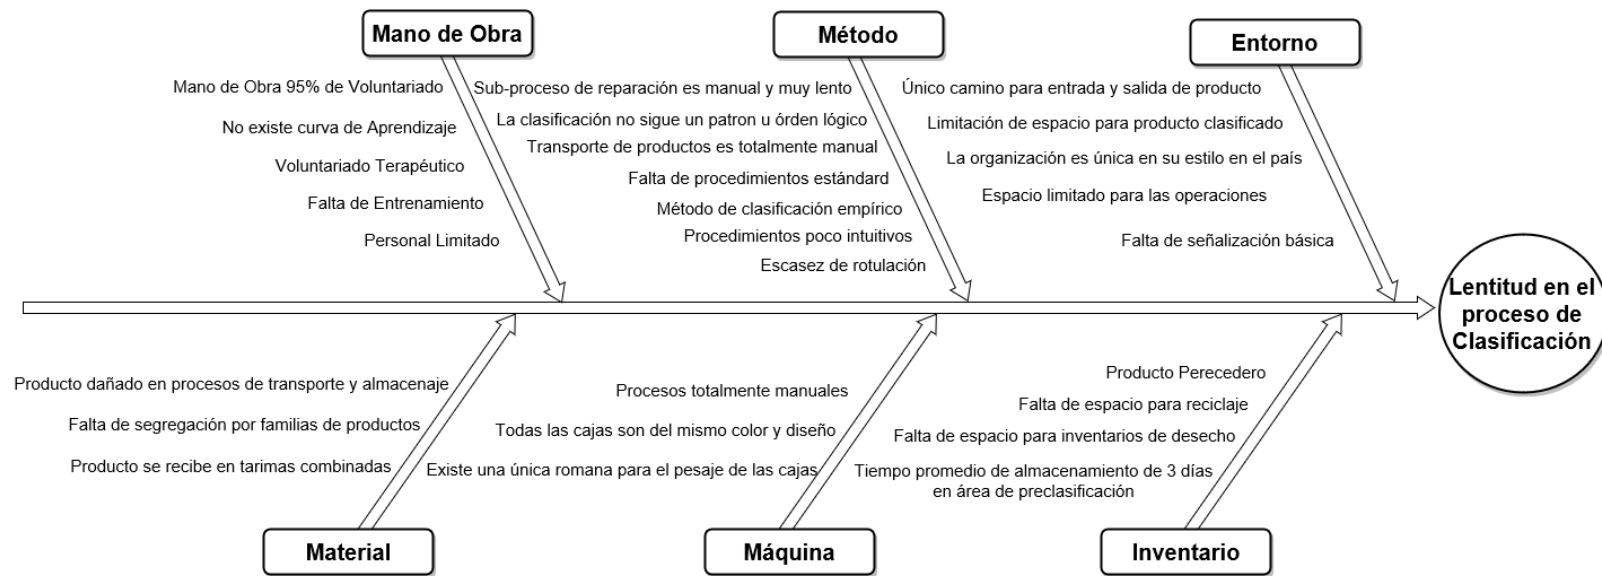 Mano de Obra
Mano de Obra 95% de Voluntariado
No existe curva de Aprendizaje
Voluntariado Terapéutico
Falta de Entrenamiento
Personal Limitado
Método
Sub-proceso de reparación es manual y muy lento
La clasificación no sigue un patron u órden lógico
Transporte de productos es totalmente manual
Falta de procedimientos estándard
Método de clasificación empírico
Procedimientos poco intuitivos
Escasez de rotulación
Entorno
Único camino para entrada y salida de producto
Limitación de espacio para producto clasificado
La organización es única en su estilo en el país
Espacio limitado para las operaciones
Falta de señalización básica
Lentitud en el
proceso de
Clasificación
Producto dañado en procesos de transporte y almacenaje
Falta de segregación por familias de productos
Producto se recibe en tarimas combinadas
Material
Procesos totalmente manuales
Todas las cajas son del mismo color y diseño
Existe una única romana para el pesaje de las cajas
Máquina
Producto Perecedero
Falta de espacio para reciclaje
Falta de espacio para inventarios de desecho
Tiempo promedio de almacenamiento de 3 días
en área de preclasificación
Inventario